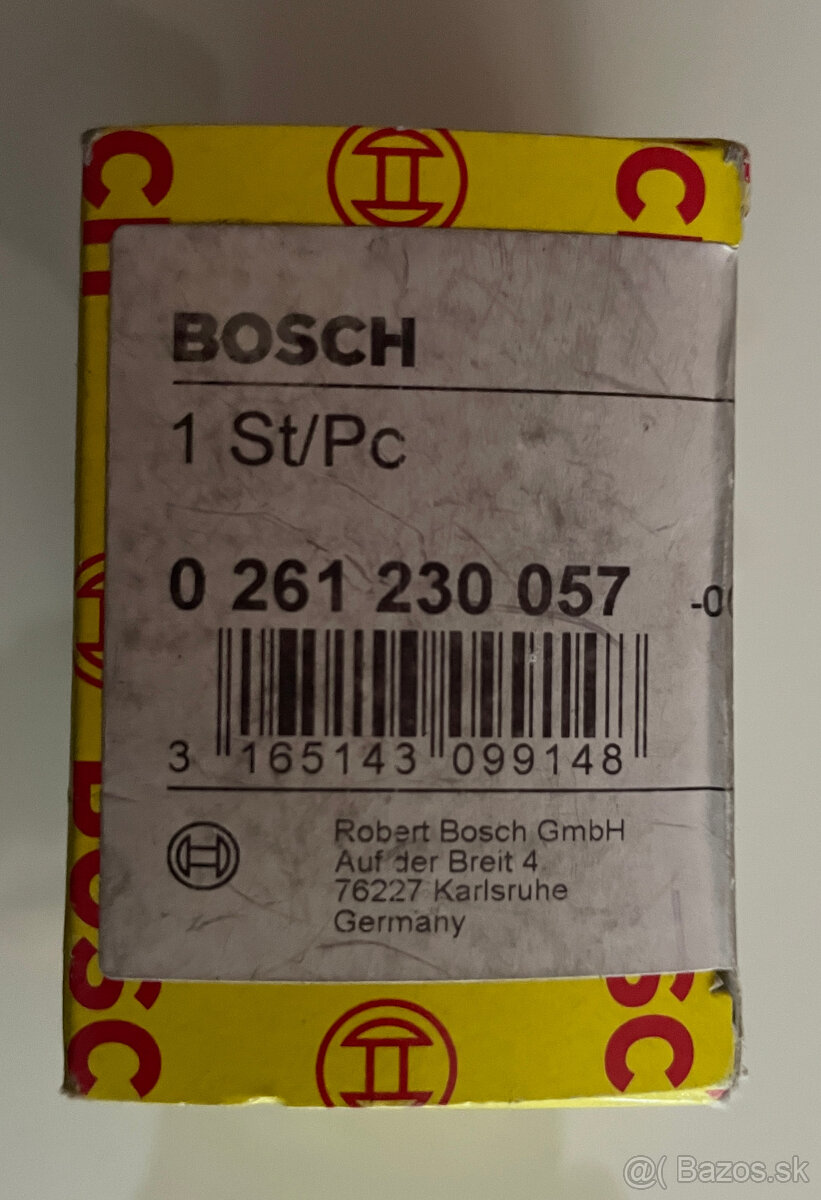 BOSCH
1 St/Pc
0 261 230 057
3 165143 099148
Robert Bosch GmbH
Auf der Breit 4
76227 Karlsruhe
Germany
@( Bazos.sk